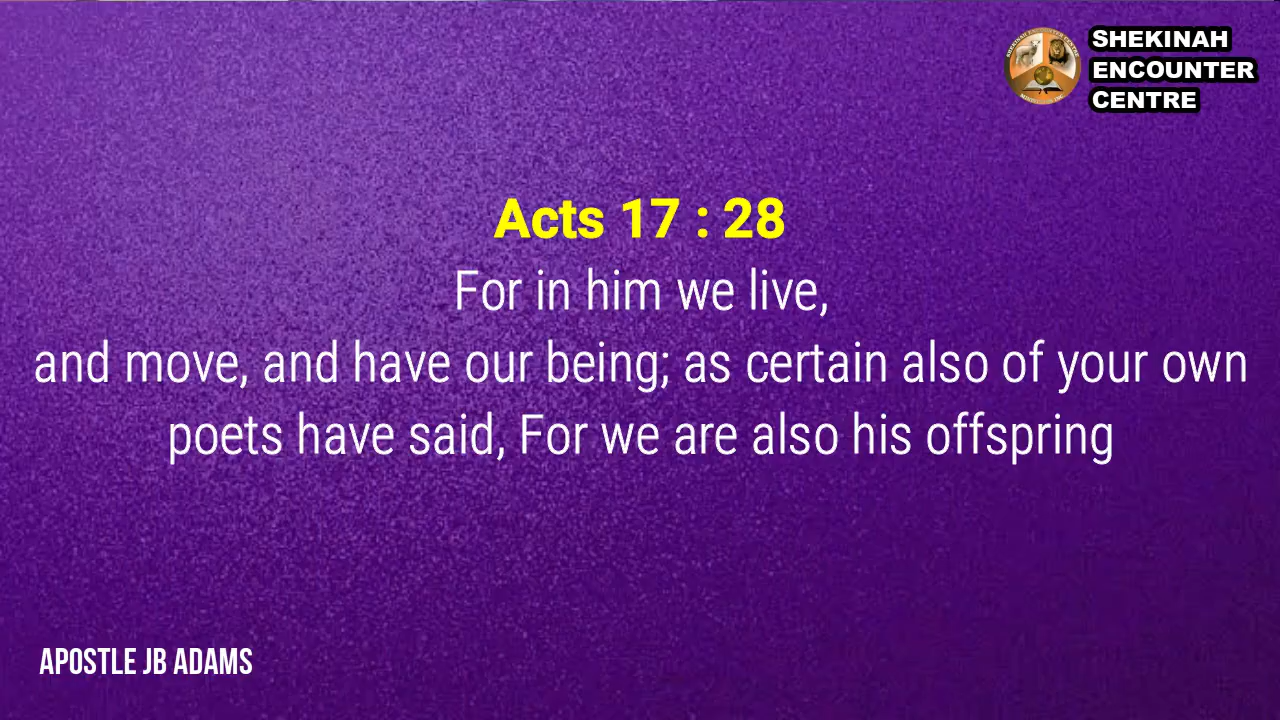 SHEKINAH
ENCOUNTER
CENTRE
Acts 17 : 28
For in him we live,
and move, and have our being; as certain also of your own
poets have said, For we are also his offspring
APOSTLE JB ADAMS